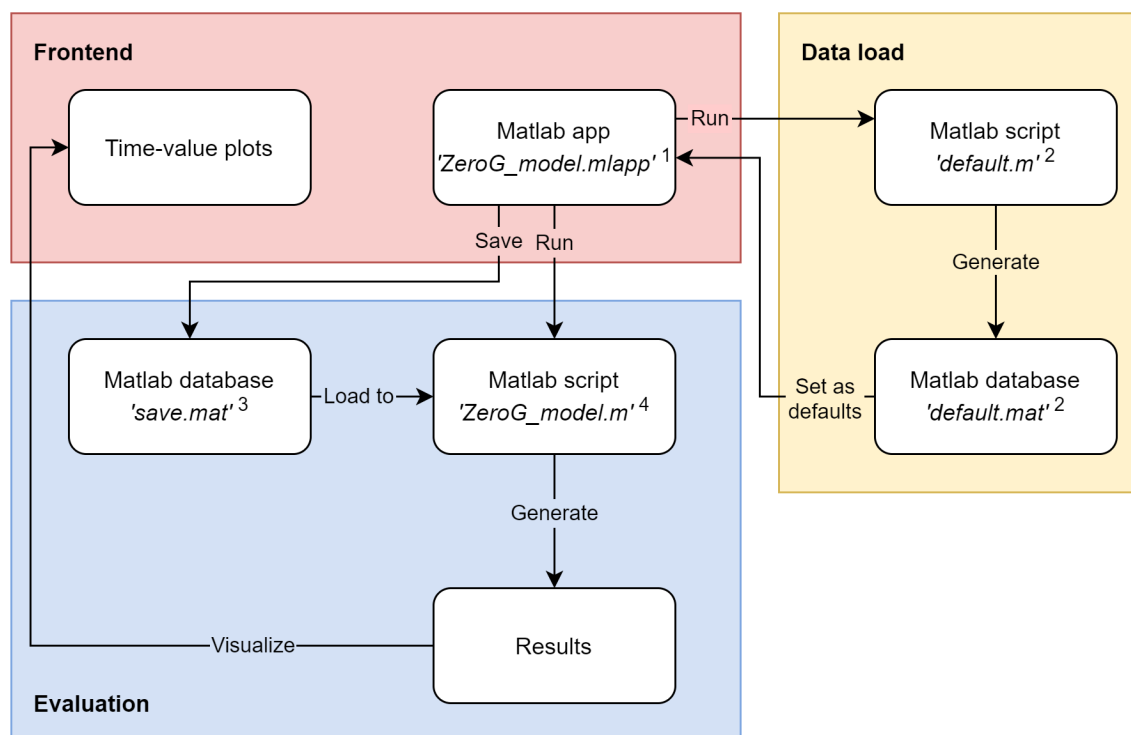 Frontend
Data load
Time-value plots
Matlab app
'ZeroG_model.mlapp' 1
Run
Matlab script
'default.m' 2
Save
Run
Generate
Matlab database
'save.mat' 3
Load to
Matlab script
'ZeroG_model.m' 4
Set as
defaults
Matlab database
'default.mat' 2
Generate
Visualize
Results
Evaluation